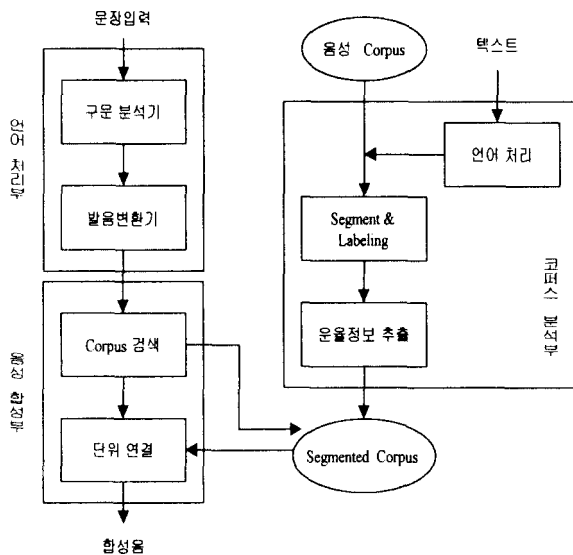 문장입력
구문 분석기
발음변환기
언어 처리부
Corpus 검색
단위 연결
음성 합성부
합성음
음성 Corpus
텍스트
언어 처리
Segment &
Labeling
운율정보 추출
코퍼스 분석부
Segmented Corpus